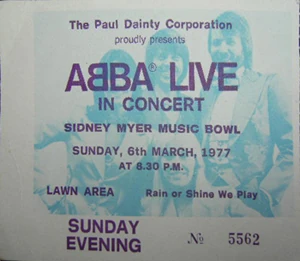 The Paul Dainty Corporation
proudly presents
ABBA® LIVE
IN CONCERT
SIDNEY MYER MUSIC BOWL
SUNDAY, 6th MARCH, 1977
AT 8.30 P.M.
LAWN AREA Rain or Shine We Play
SUNDAY
EVENING № 5562